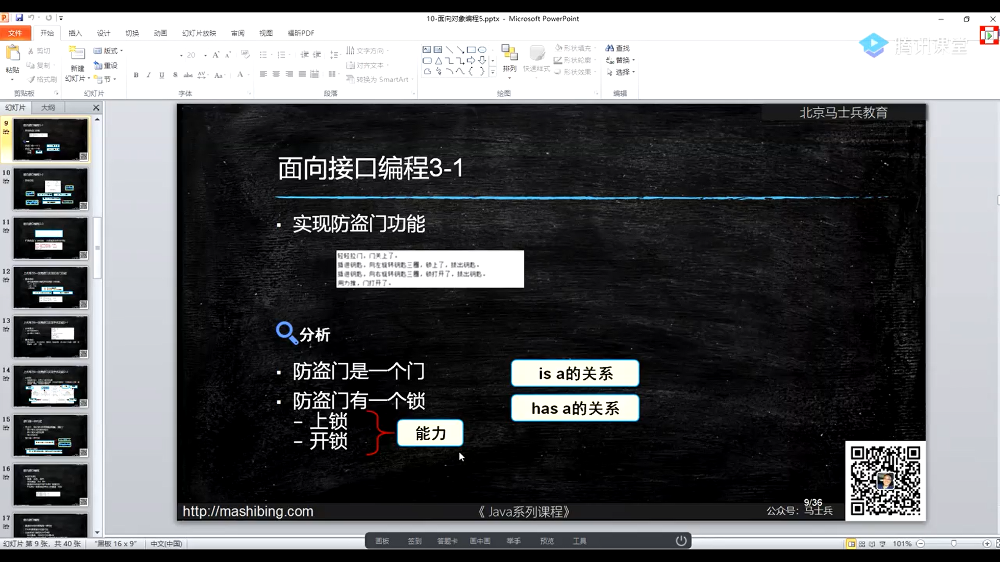 10-面向对象编程5.pptx - Microsoft PowerPoint
文件 开始 插入 设计 切换 动画 幻灯片放映 审阅 视图 福昕PDF
腾讯课堂
粘贴 剪切 复制 格式刷
剪贴板
新建 幻灯片 版式 重设 节
幻灯片
20
字体
文字方向 对齐文本 转换为 SmartArt
段落
排列 快速样式 形状填充 形状轮廓 形状效果
绘图
查找 替换 选择
编辑
幻灯片 大纲
9
10
11
12
13
14
15
16
17
北京马士兵教育
面向接口编程3-1
实现防盗门功能
轻轻拉门，门关上了。
插进钥匙，向左旋转钥匙三圈，锁上了，拔出钥匙。
插进钥匙，向右旋转钥匙三圈，锁打开了，拔出钥匙。
用力推，门打开了。
分析
防盗门是一个门
is a的关系
防盗门有一个锁
has a的关系
– 上锁
– 开锁
能力
http://mashibing.com
《 Java系列课程》
9/36
公众号：马士兵
画板 签到 答题卡 画中画 举手 预览 工具
幻灯片 第 9 张，共 40 张 "黑板 16 x 9" 中文(中国) 101%